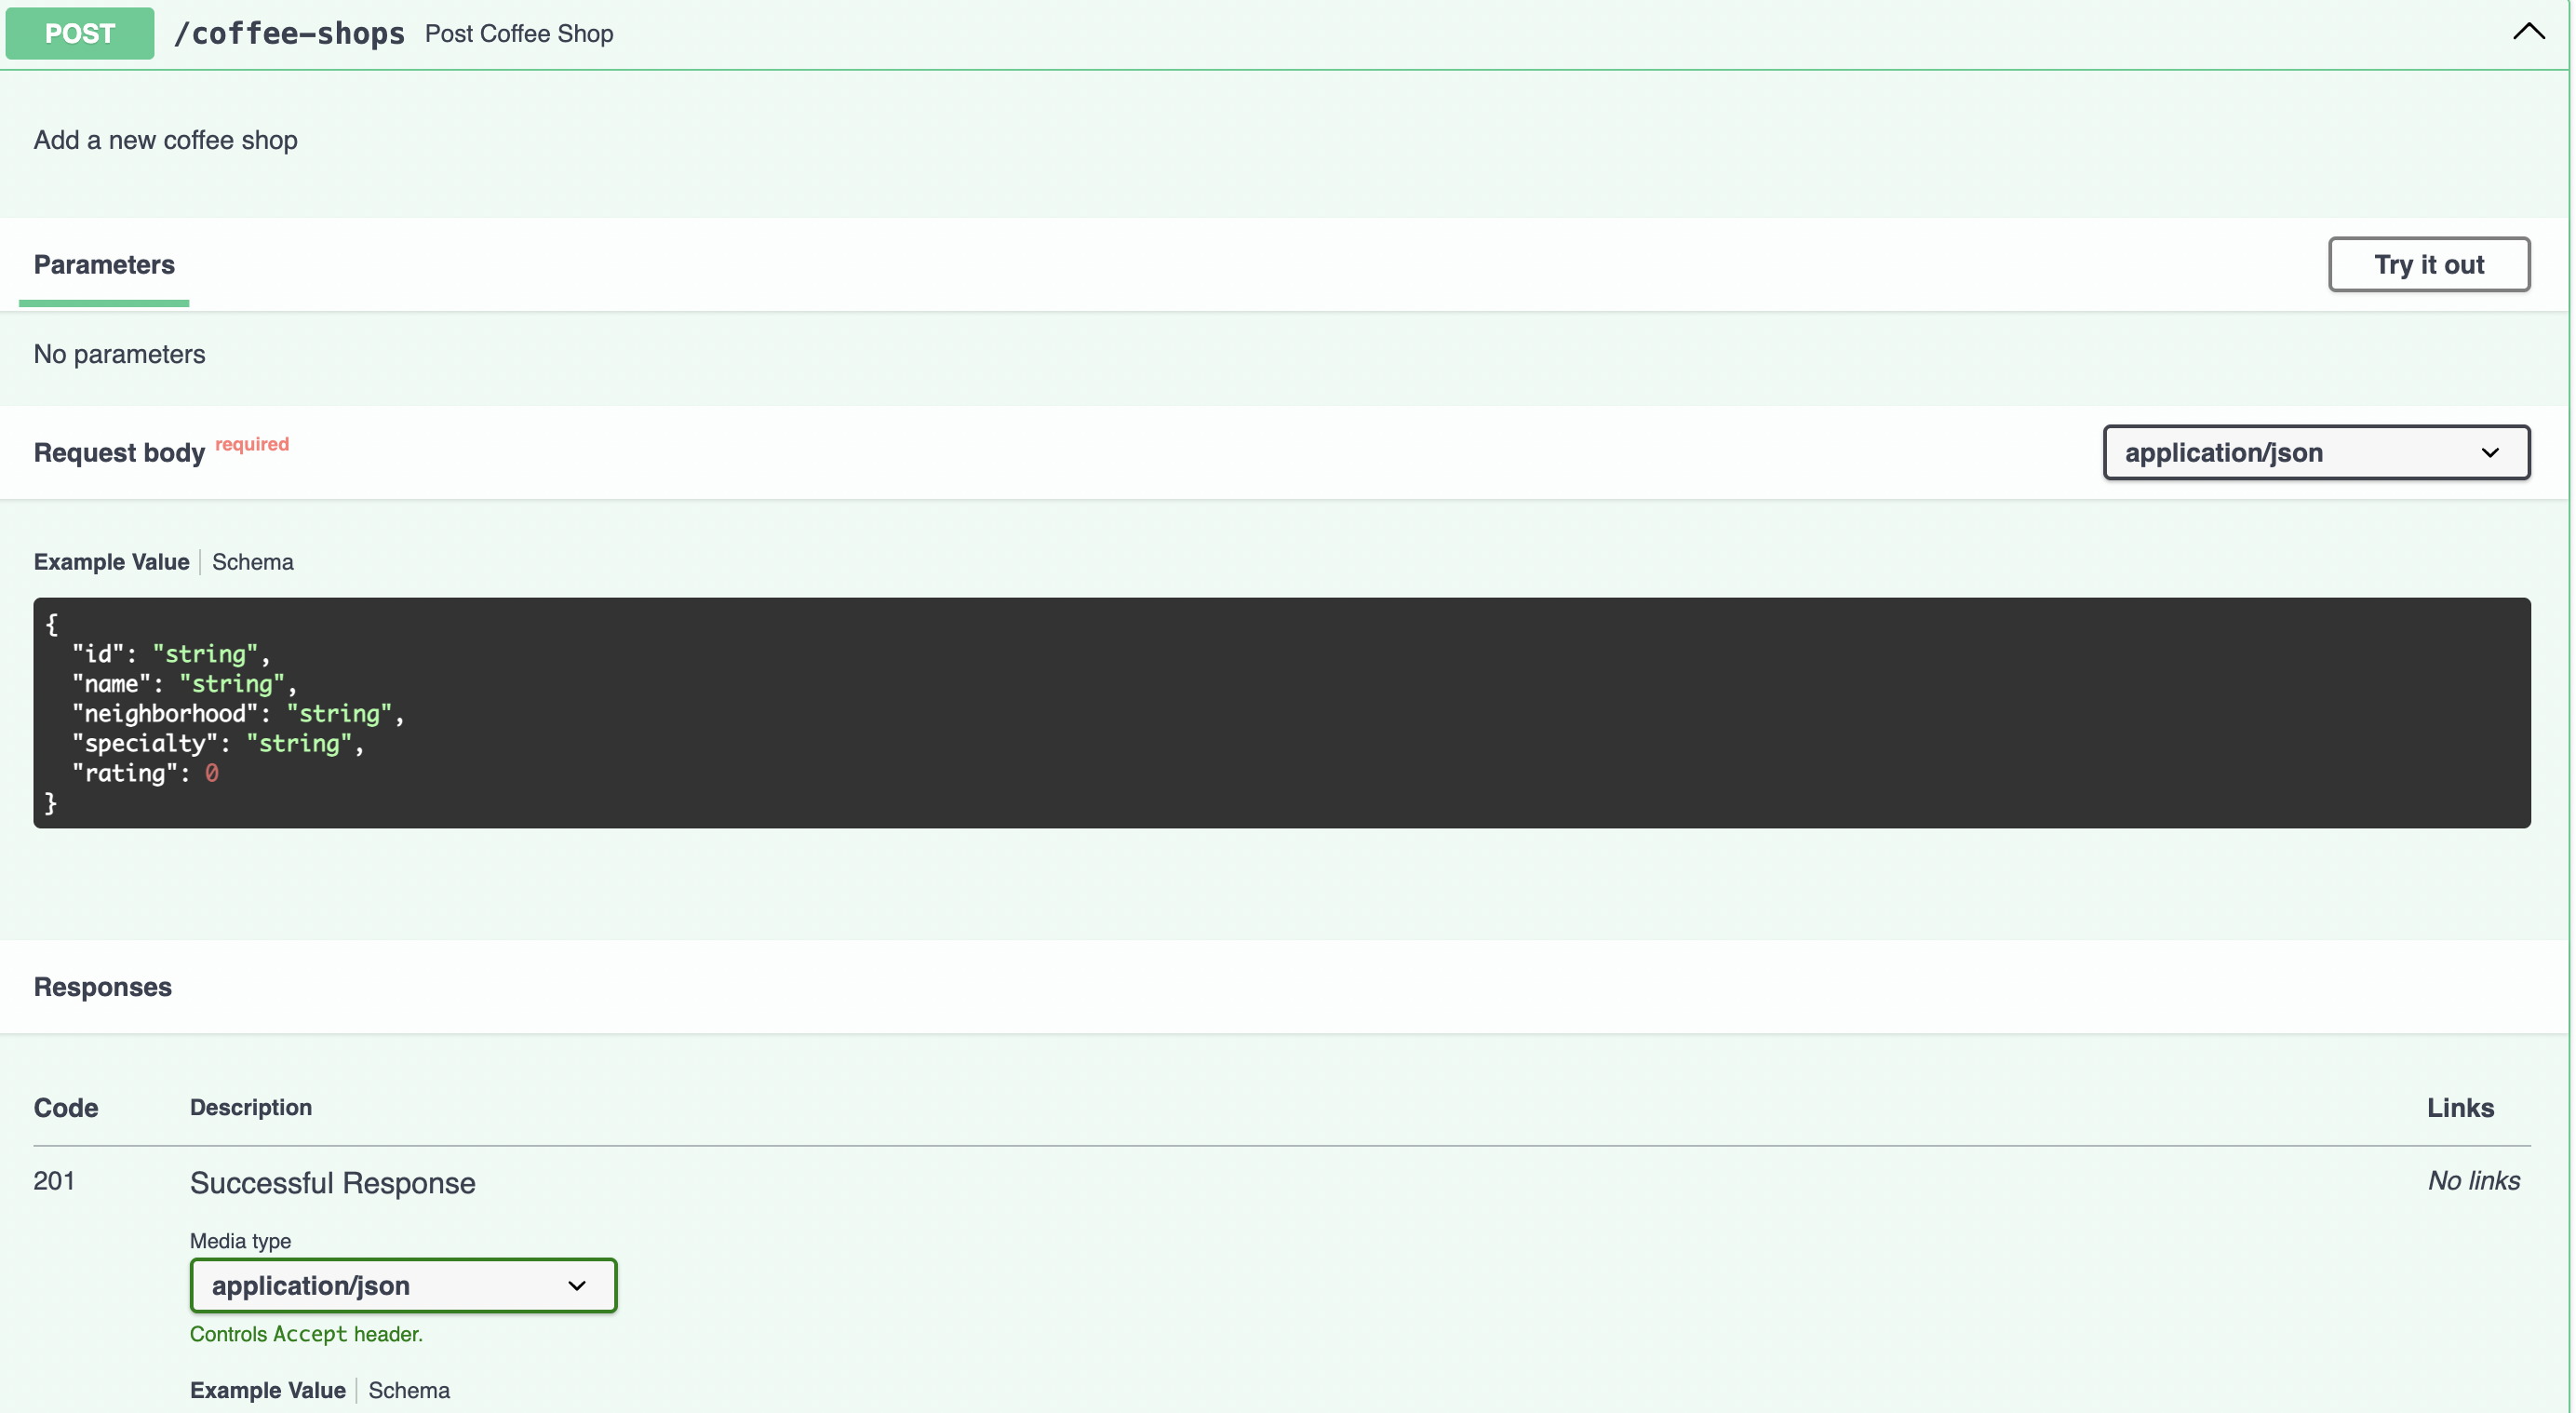 POST /coffee-shops Post Coffee Shop
Add a new coffee shop
Parameters
Try it out
No parameters
Request body required
application/json
Example Value | Schema
{
  "id": "string",
  "name": "string",
  "neighborhood": "string",
  "specialty": "string",
  "rating": 0
}
Responses
Code Description Links
201 Successful Response No links
Media type
application/json
Controls Accept header.
Example Value | Schema